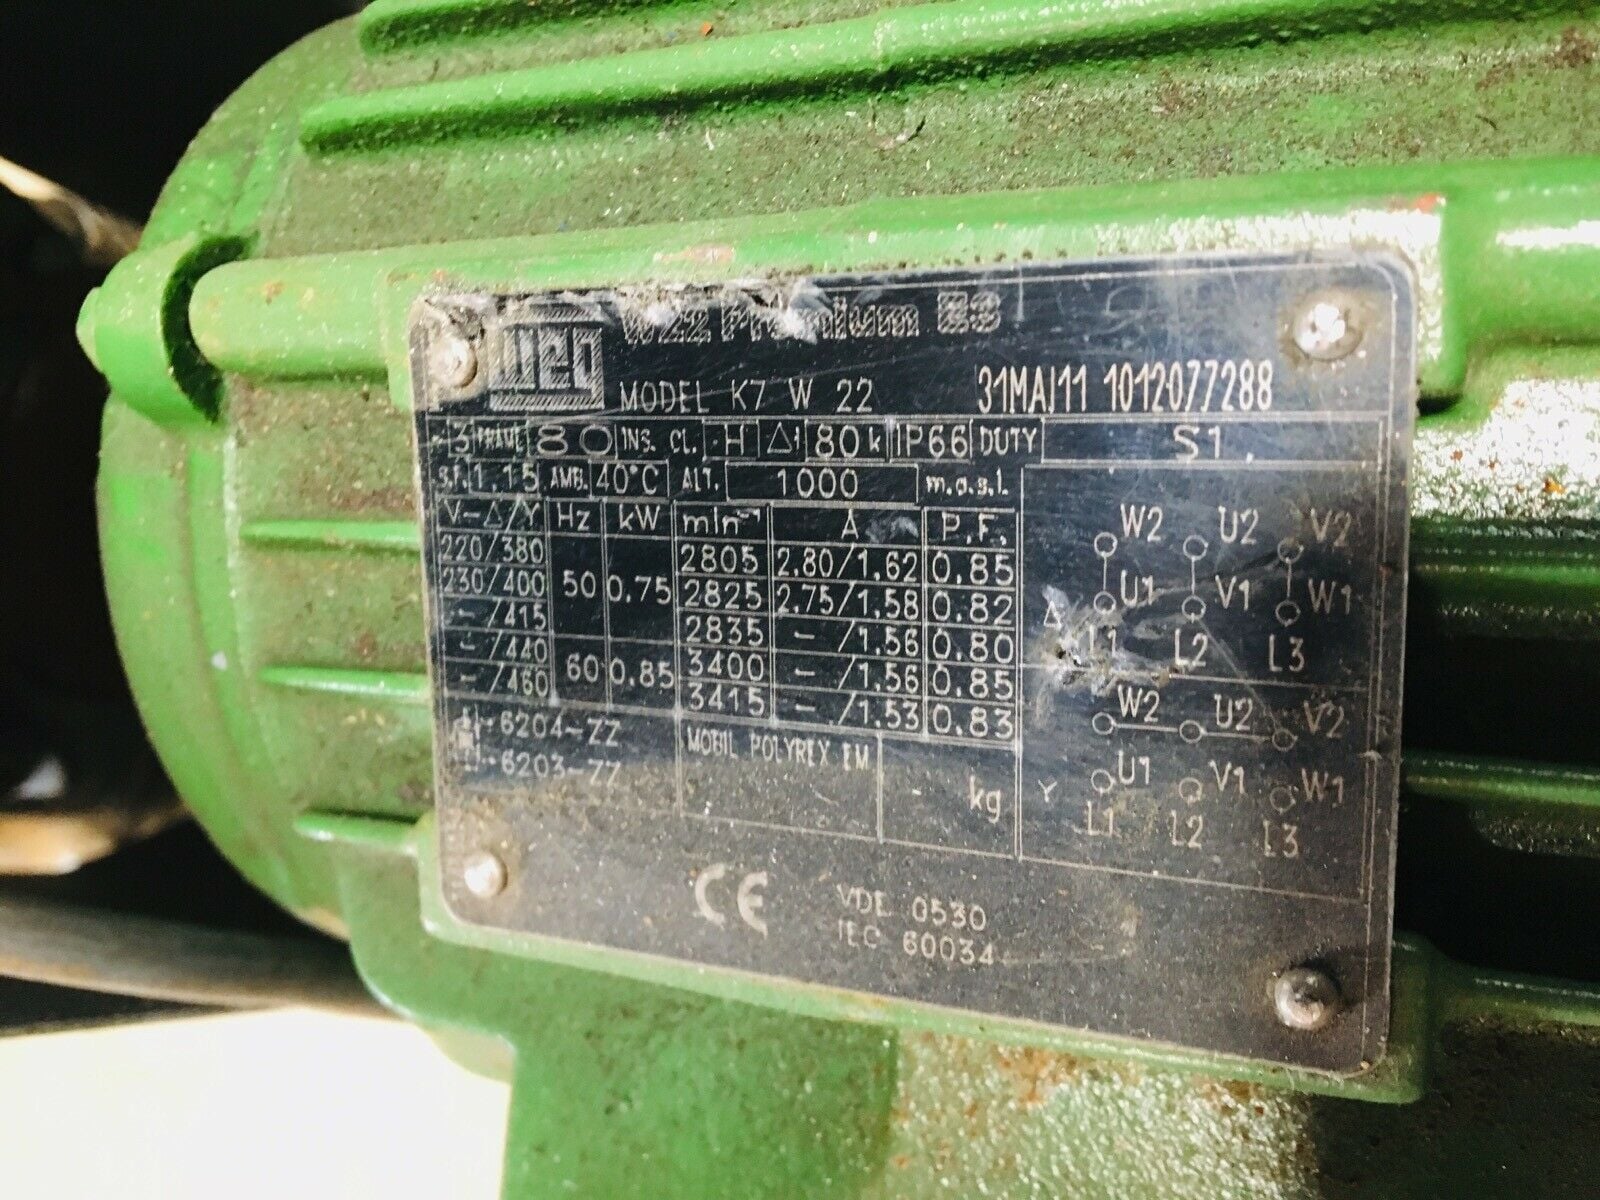 WEG W22 Premium IE3
MODEL K7 W 22 31MAJ11 1012077288
~ 3 FRAME 80 INS. CL. H Δt 80 k IP66 DUTY S1
S.F. 1.15 AMB. 40°C ALT. 1000 m.a.s.l.
V-Δ/Y Hz kW min⁻¹ A P.F.
220/380 2805 2.80/1.62 0.85
230/400 50 0.75 2825 2.75/1.58 0.82
-/415 2835 -/1.56 0.80
-/440 3400 -/1.56 0.85
-/460 60 0.85 3415 -/1.53 0.83
6204-ZZ
6203-ZZ
MOBIL POLYREX EM
kg
W2 U2 V2
Δ U1 V1 W1
L1 L2 L3
W2 U2 V2
Y U1 V1 W1
L1 L2 L3
CE
VDE 0530
IEC 60034